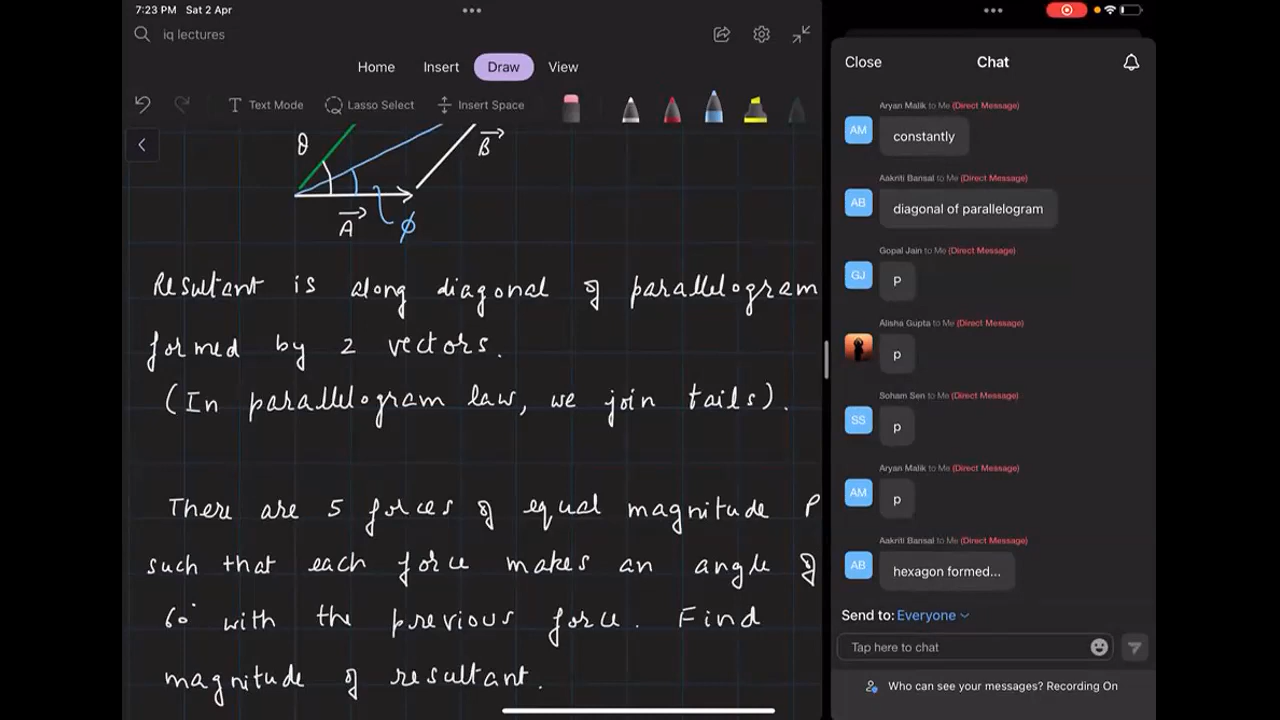 7:23 PM Sat 2 Apr
iq lectures
Home Insert Draw View
Text Mode Lasso Select Insert Space
θ
B
A
ϕ
Resultant is along diagonal of parallelogram
formed by 2 vectors.
(In parallelogram law, we join tails).
There are 5 forces of equal magnitude P
such that each force makes an angle of
60° with the previous force. Find
magnitude of resultant.
Close Chat
Aryan Malik to Me (Direct Message)
AM constantly
Aakriti Bansal to Me (Direct Message)
AB diagonal of parallelogram
Gopal Jain to Me (Direct Message)
GJ P
Alisha Gupta to Me (Direct Message)
p
Soham Sen to Me (Direct Message)
SS p
Aryan Malik to Me (Direct Message)
AM p
Aakriti Bansal to Me (Direct Message)
AB hexagon formed...
Send to: Everyone
Tap here to chat
Who can see your messages? Recording On